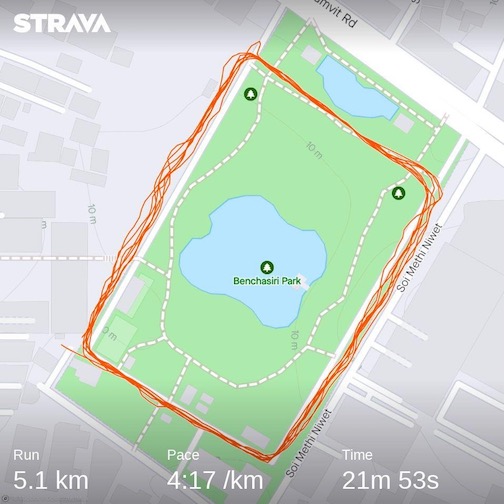 STRAVA
umvit Rd
10 m
10 m
Benchasiri Park
Soi Methi Niwet
10 m
0 m
Soi Methi Niwet
Run
Pace
Time
5.1 km
4:17 /km
21m 53s